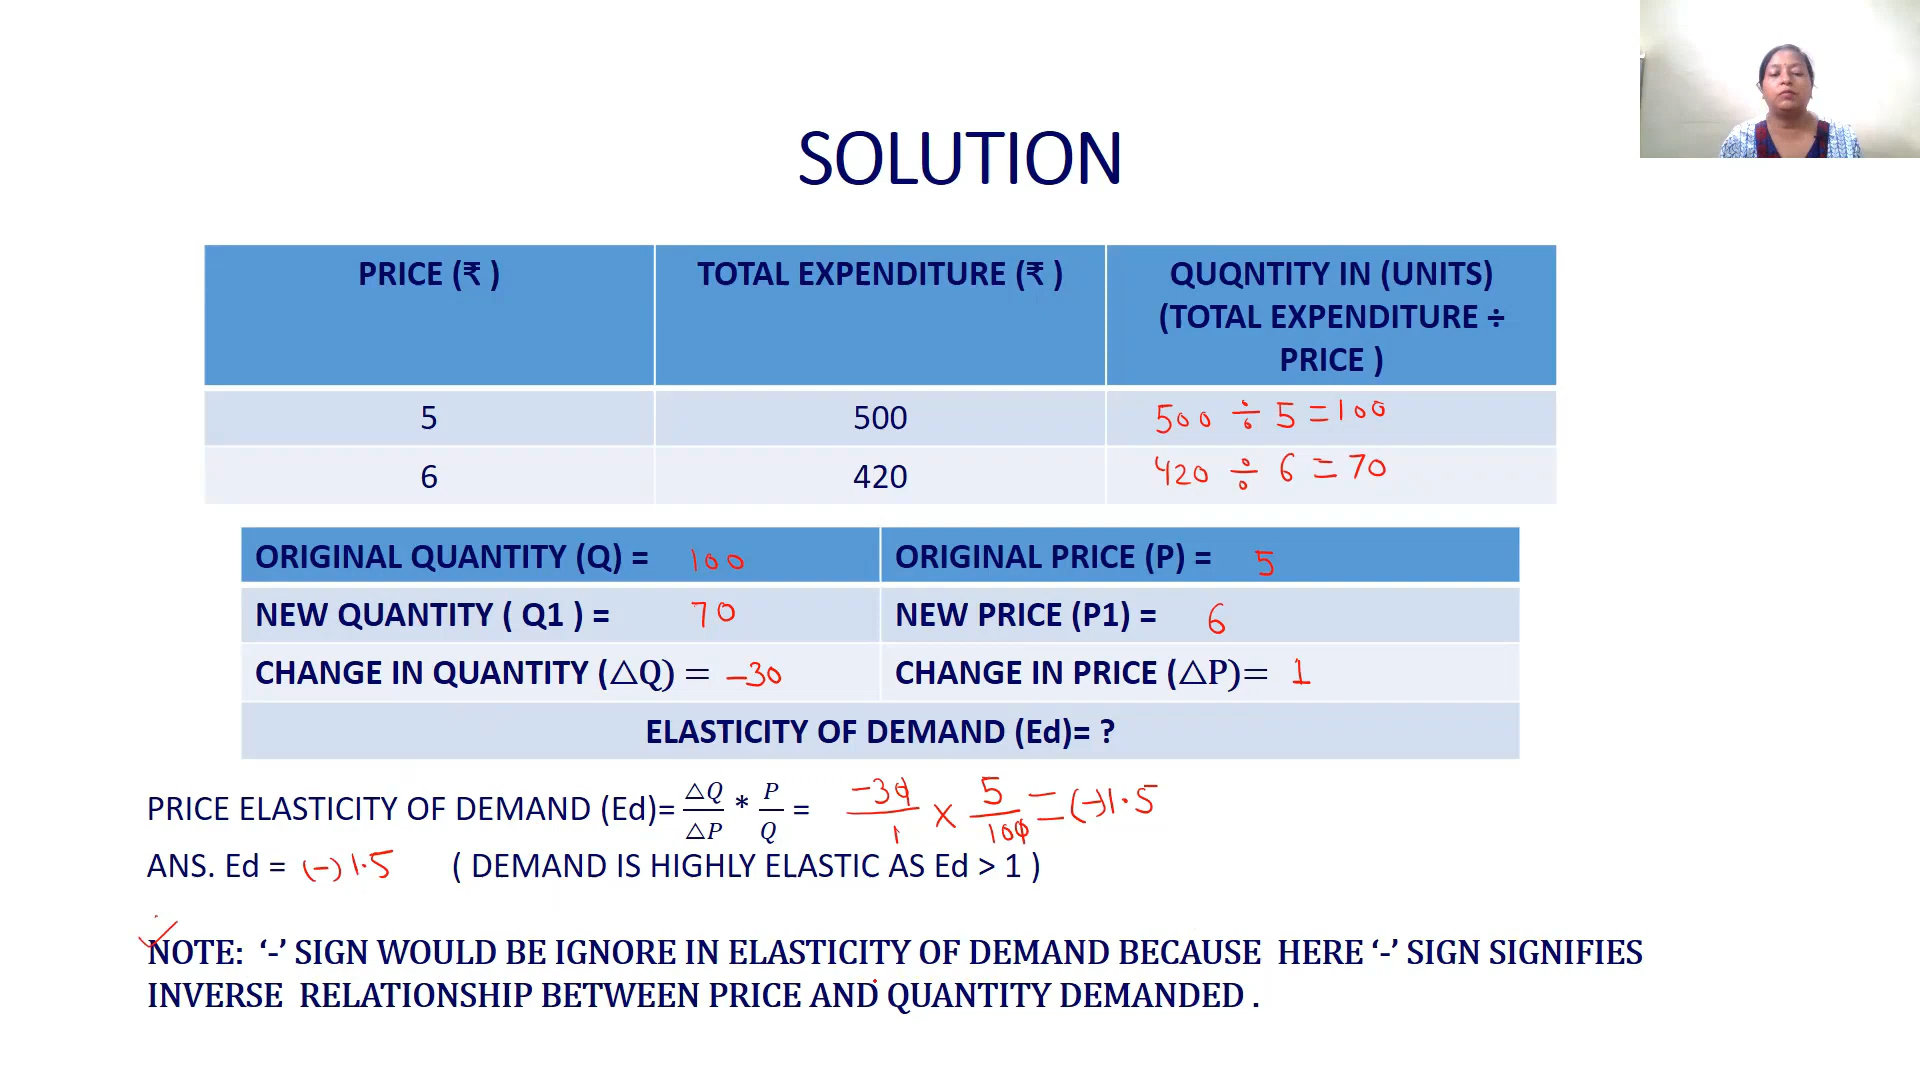 SOLUTION
PRICE (₹ )
TOTAL EXPENDITURE (₹ )
QUQNTITY IN (UNITS)
(TOTAL EXPENDITURE ÷
PRICE )
5
500
500 ÷ 5 = 100
6
420
420 ÷ 6 = 70
ORIGINAL QUANTITY (Q) = 100
ORIGINAL PRICE (P) = 5
NEW QUANTITY ( Q1 ) = 70
NEW PRICE (P1) = 6
CHANGE IN QUANTITY (△Q) = -30
CHANGE IN PRICE (△P)= 1
ELASTICITY OF DEMAND (Ed)= ?
PRICE ELASTICITY OF DEMAND (Ed)= △Q/△P * P/Q = -30/1 × 5/100 = (-)1.5
ANS. Ed = (-) 1.5 ( DEMAND IS HIGHLY ELASTIC AS Ed > 1 )
NOTE: ‘-’ SIGN WOULD BE IGNORE IN ELASTICITY OF DEMAND BECAUSE HERE ‘-’ SIGN SIGNIFIES
INVERSE RELATIONSHIP BETWEEN PRICE AND QUANTITY DEMANDED .